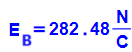 E_B = 282.48 N/C